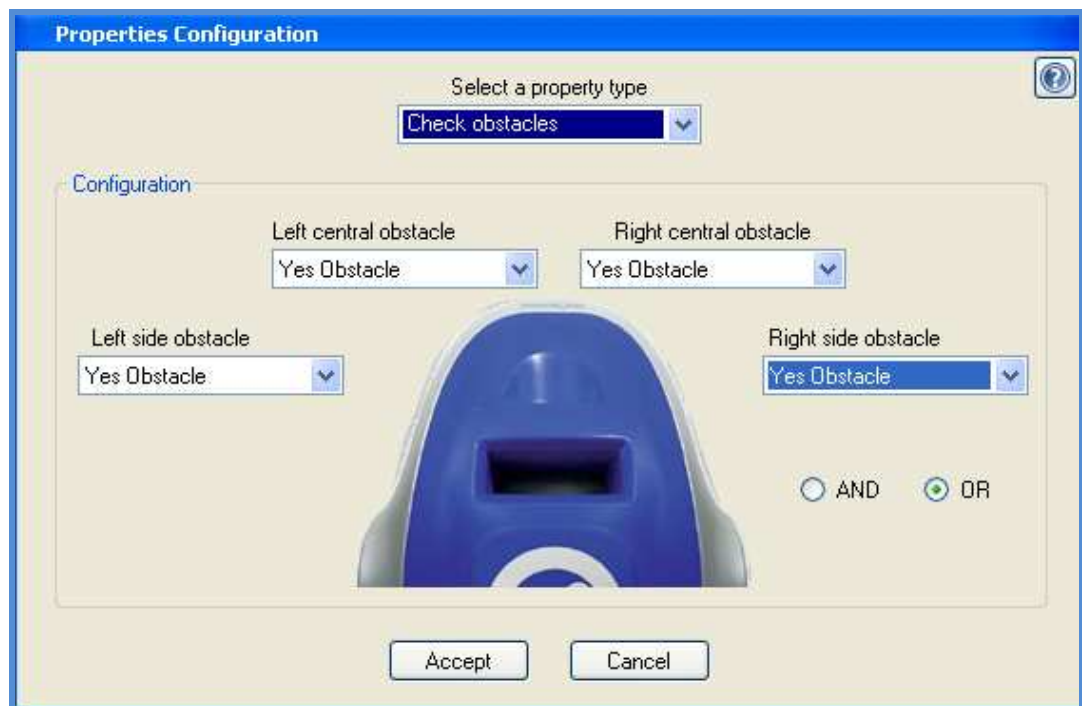 Properties Configuration
Select a property type
Check obstacles
Configuration
Left central obstacle
Right central obstacle
Yes Obstacle
Yes Obstacle
Left side obstacle
Right side obstacle
Yes Obstacle
Yes Obstacle
AND
OR
Accept
Cancel